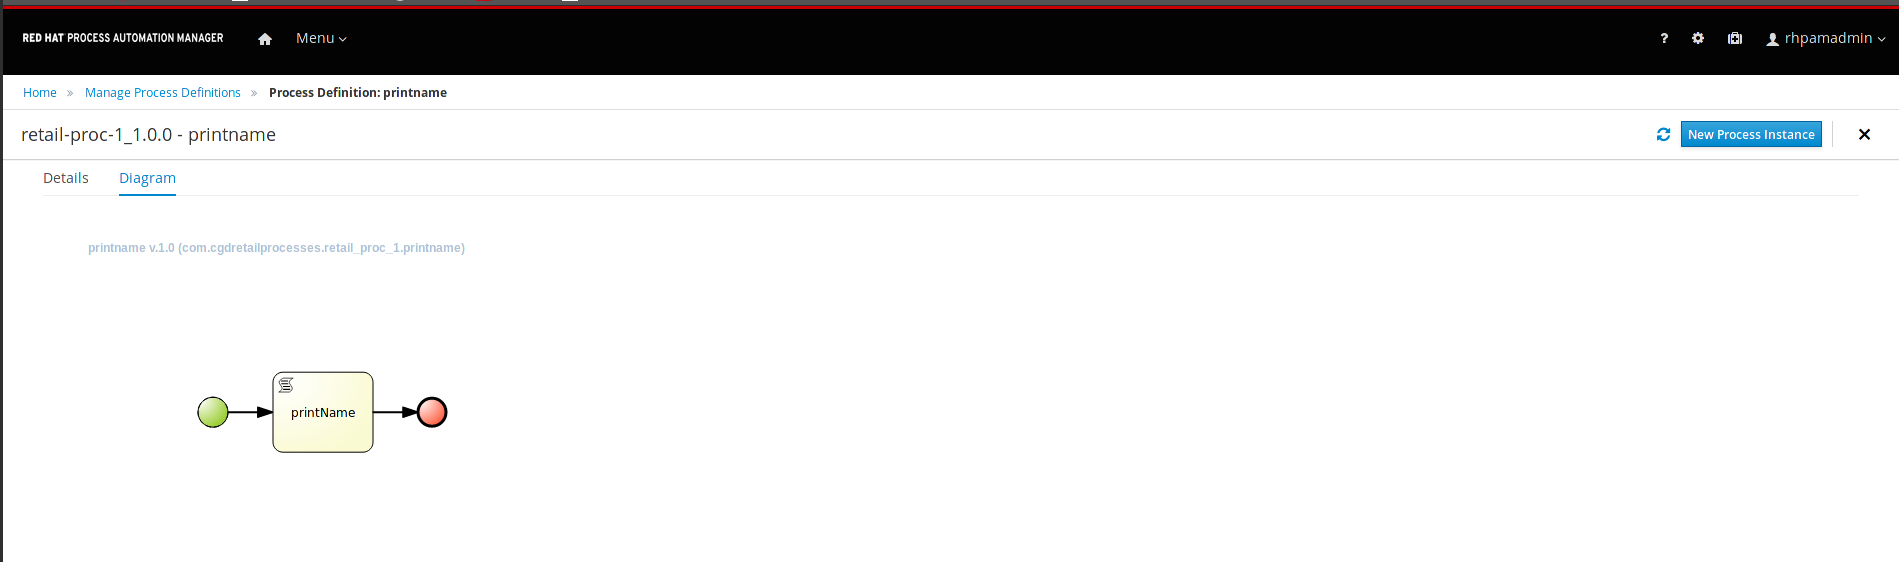 RED HAT PROCESS AUTOMATION MANAGER Menu ? rhpamadmin
Home » Manage Process Definitions » Process Definition: printname
retail-proc-1_1.0.0 - printname New Process Instance
Details Diagram
printname v.1.0 (com.cgdretailprocesses.retail_proc_1.printname)
printName